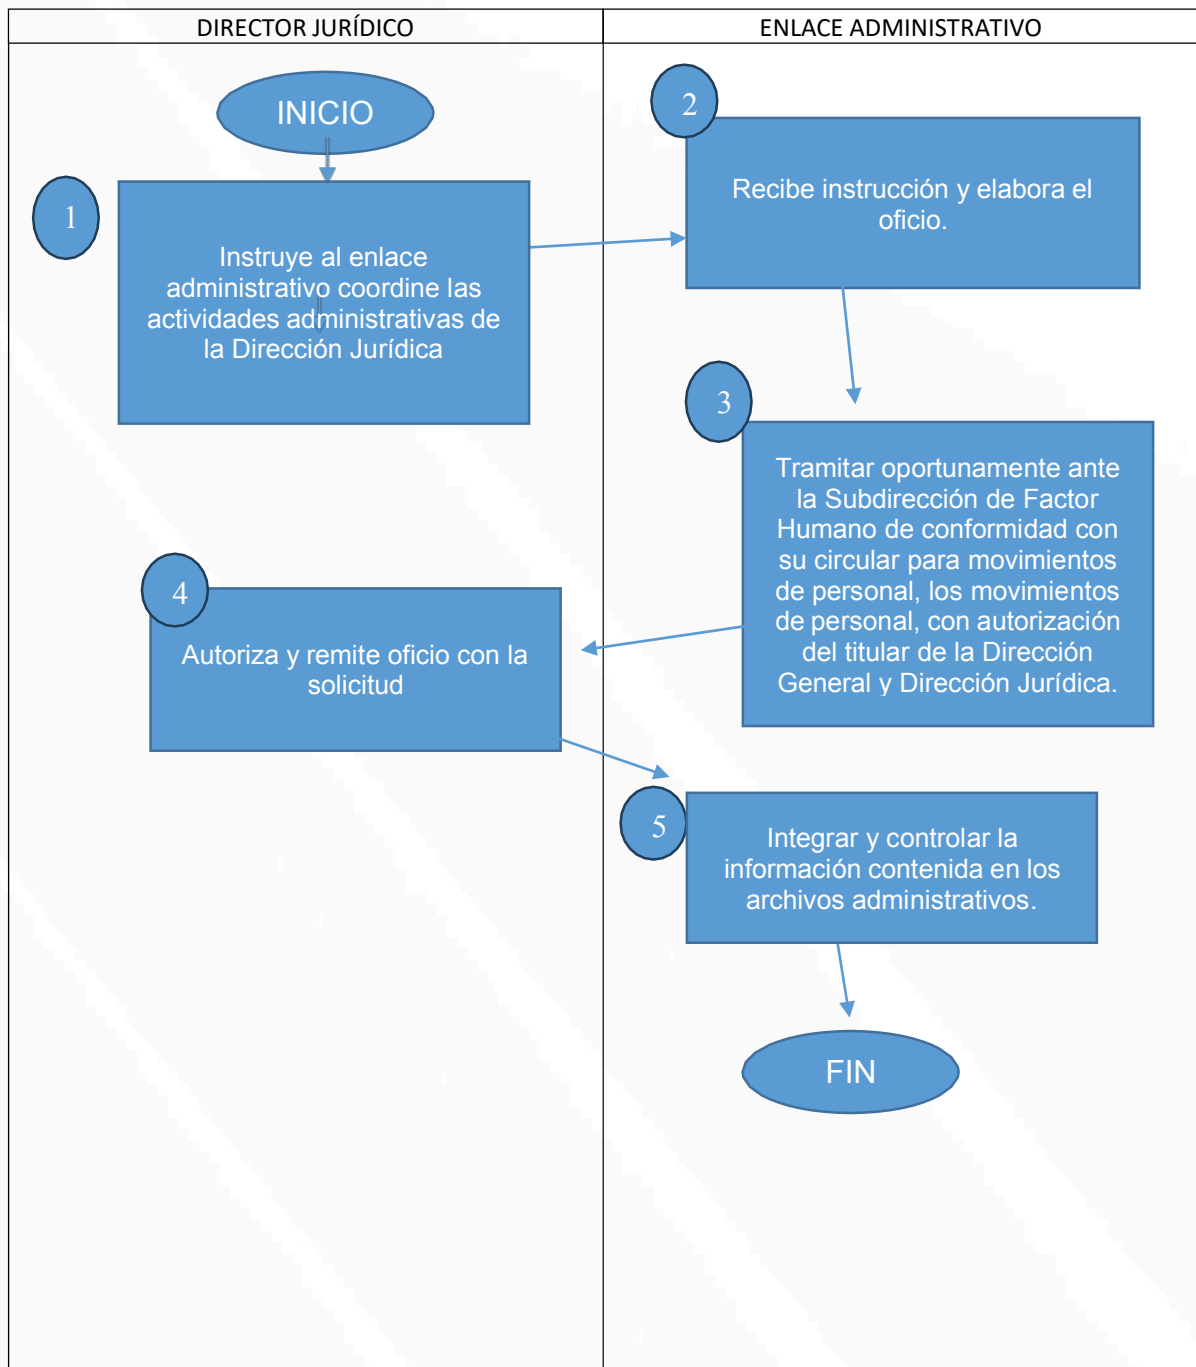 DIRECTOR JURÍDICO
ENLACE ADMINISTRATIVO
INICIO
1
Instruye al enlace
administrativo coordine las
actividades administrativas de
la Dirección Jurídica
2
Recibe instrucción y elabora el
oficio.
3
Tramitar oportunamente ante
la Subdirección de Factor
Humano de conformidad con
su circular para movimientos
de personal, los movimientos
de personal, con autorización
del titular de la Dirección
General y Dirección Jurídica.
4
Autoriza y remite oficio con la
solicitud
5
Integrar y controlar la
información contenida en los
archivos administrativos.
FIN